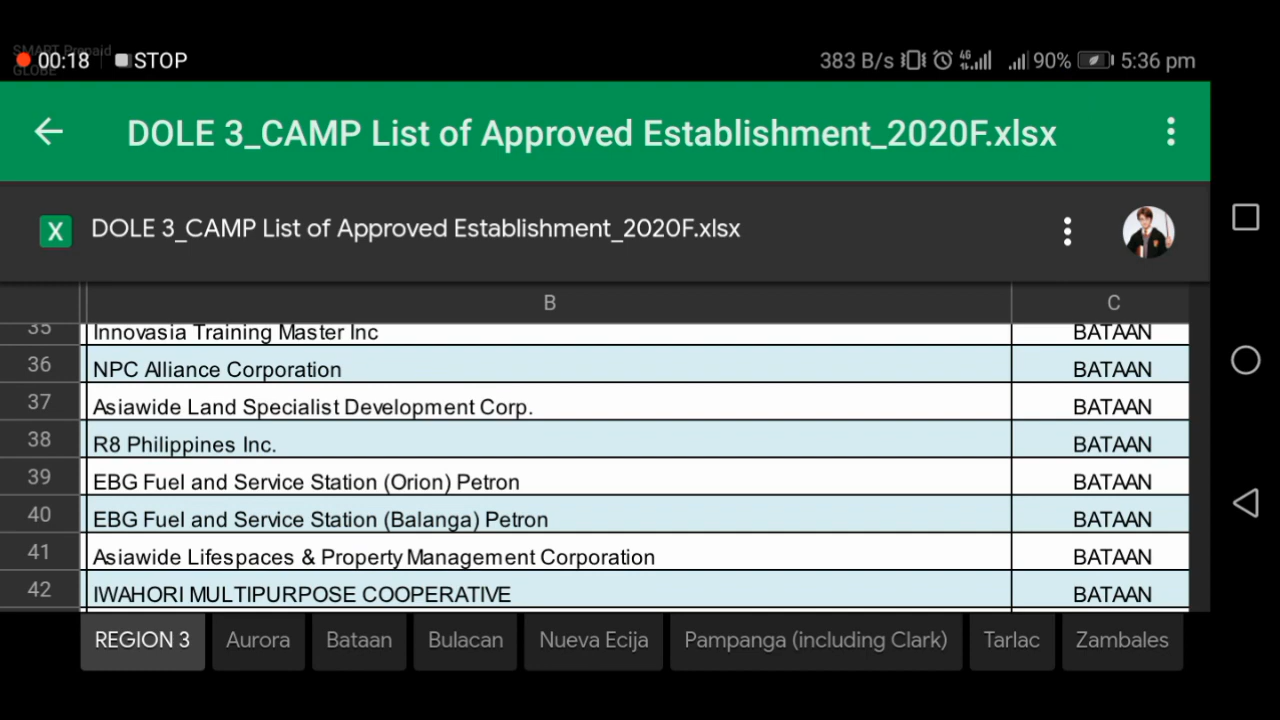 SMART Prepaid
GLOBE
00:18 STOP 383 B/s 4G 90% 5:36 pm
DOLE 3_CAMP List of Approved Establishment_2020F.xlsx
X DOLE 3_CAMP List of Approved Establishment_2020F.xlsx
B C
35 Innovasia Training Master Inc BATAAN
36 NPC Alliance Corporation BATAAN
37 Asiawide Land Specialist Development Corp. BATAAN
38 R8 Philippines Inc. BATAAN
39 EBG Fuel and Service Station (Orion) Petron BATAAN
40 EBG Fuel and Service Station (Balanga) Petron BATAAN
41 Asiawide Lifespaces & Property Management Corporation BATAAN
42 IWAHORI MULTIPURPOSE COOPERATIVE BATAAN
REGION 3 Aurora Bataan Bulacan Nueva Ecija Pampanga (including Clark) Tarlac Zambales